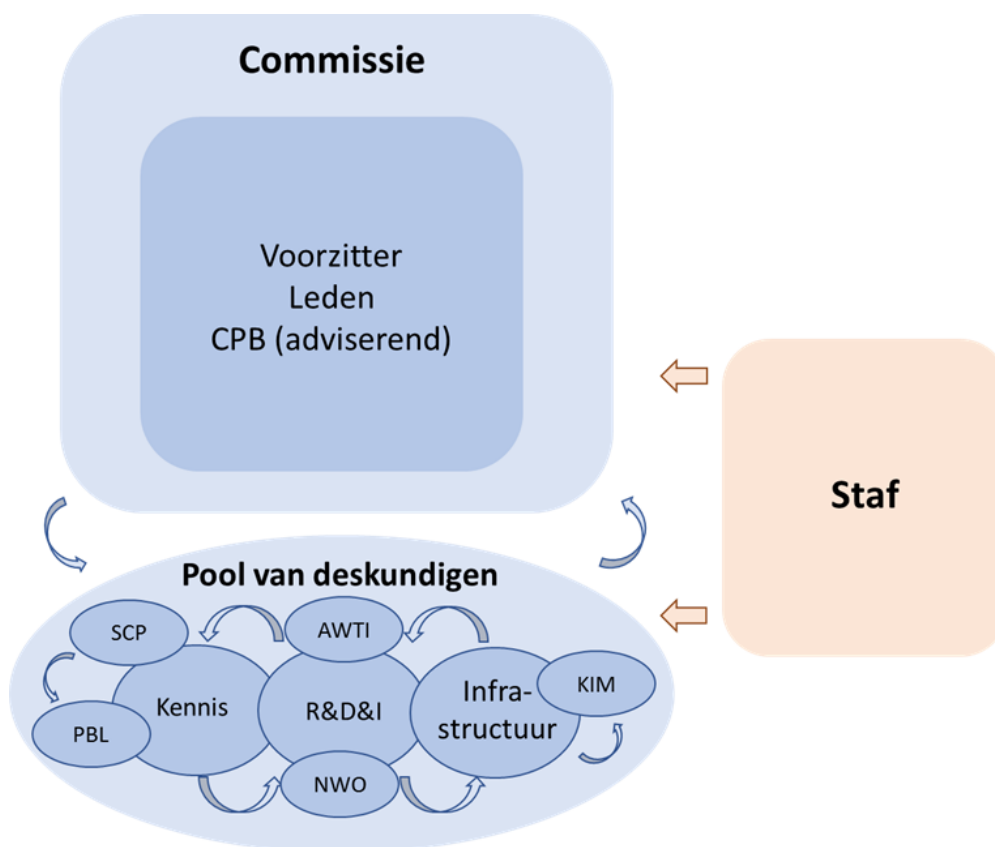 Commissie
Voorzitter
Leden
CPB (adviserend)
Staf
Pool van deskundigen
SCP
AWTI
KIM
Kennis
R&D&I
Infra-
structuur
PBL
NWO